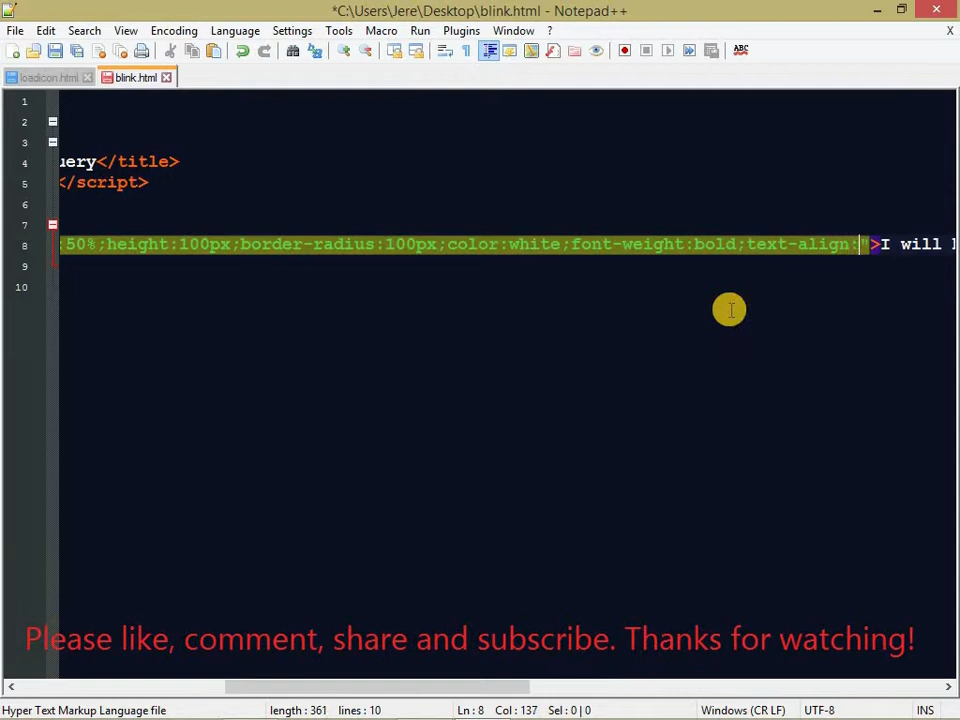 *C:\Users\Jere\Desktop\blink.html - Notepad++
File Edit Search View Encoding Language Settings Tools Macro Run Plugins Window ? X
ABC
loadicon.html blink.html
1
2
3
4 uery</title>
5 </script>
6
7
8 :50%;height:100px;border-radius:100px;color:white;font-weight:bold;text-align:">I will
9
10
Please like, comment, share and subscribe. Thanks for watching!
Hyper Text Markup Language file length : 361 lines : 10 Ln : 8 Col : 137 Sel : 0 | 0 Windows (CR LF) UTF-8 INS